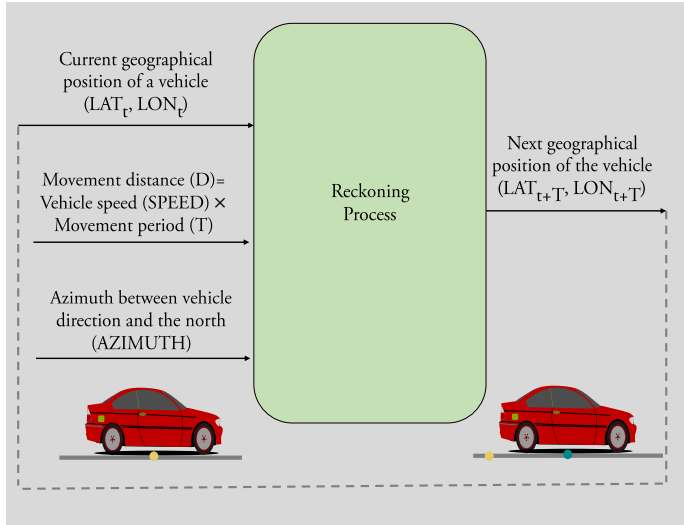 Current geographical
position of a vehicle
(LATt, LONt)
Movement distance (D)=
Vehicle speed (SPEED) ×
Movement period (T)
Azimuth between vehicle
direction and the north
(AZIMUTH)
Reckoning
Process
Next geographical
position of the vehicle
(LATt+T, LONt+T)